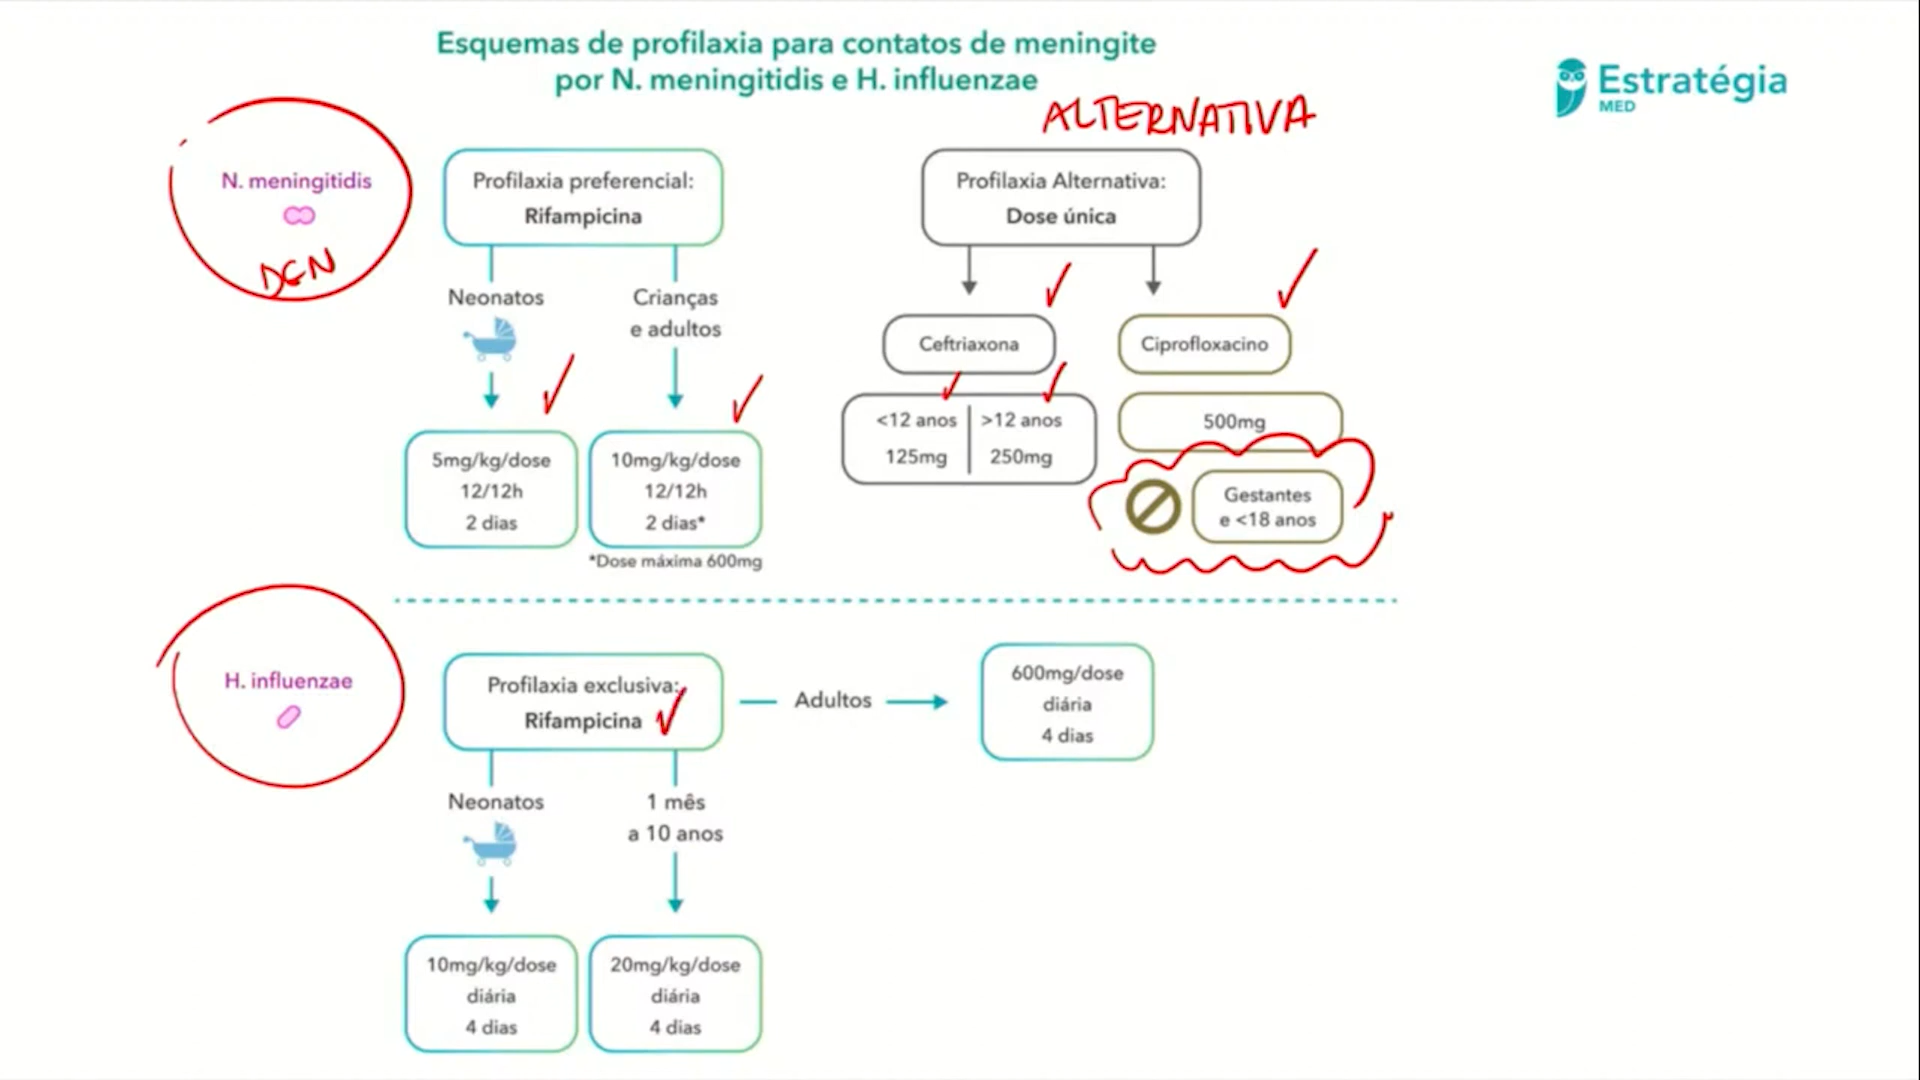 Esquemas de profilaxia para contatos de meningite
por N. meningitidis e H. influenzae
Estratégia
MED
ALTERNATIVA
N. meningitidis
DGN
Profilaxia preferencial:
Rifampicina
Neonatos
Crianças
e adultos
5mg/kg/dose
12/12h
2 dias
10mg/kg/dose
12/12h
2 dias*
*Dose máxima 600mg
Profilaxia Alternativa:
Dose única
Ceftriaxona
<12 anos
125mg
>12 anos
250mg
Ciprofloxacino
500mg
Gestantes
e <18 anos
H. influenzae
Profilaxia exclusiva:
Rifampicina
Adultos
600mg/dose
diária
4 dias
Neonatos
1 mês
a 10 anos
10mg/kg/dose
diária
4 dias
20mg/kg/dose
diária
4 dias